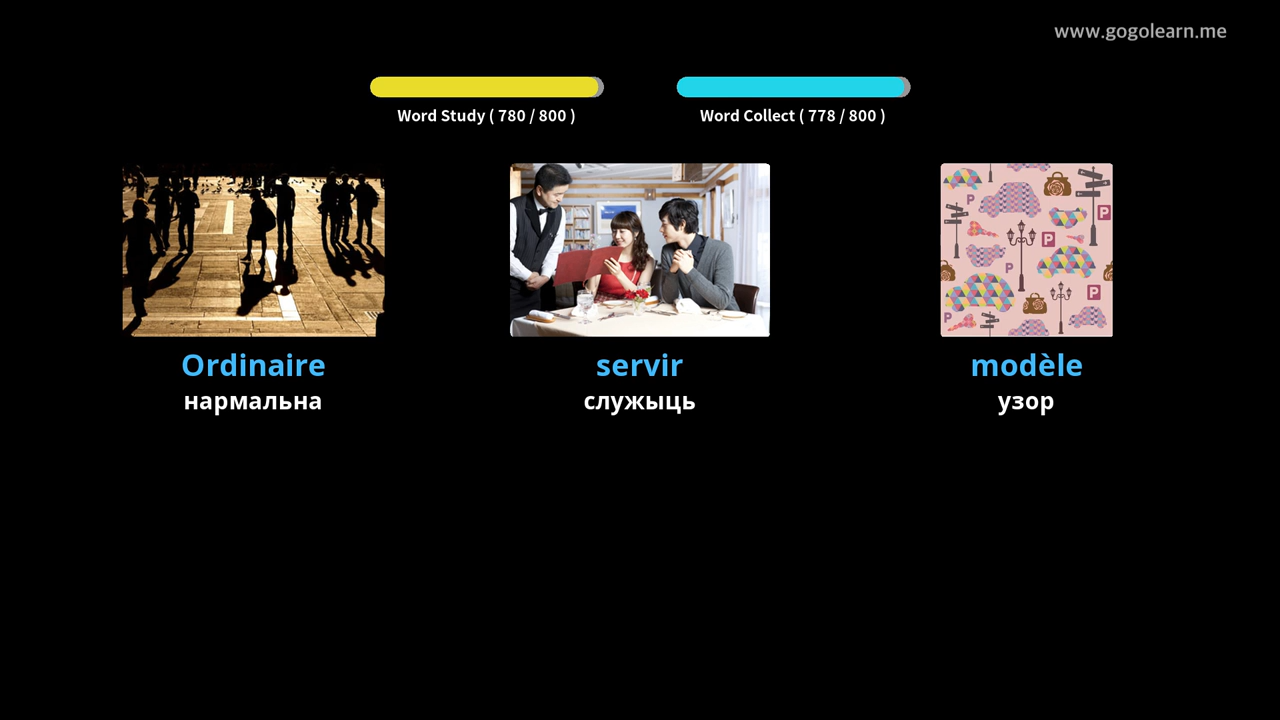 www.gogolearn.me
Word Study ( 780 / 800 )
Word Collect ( 778 / 800 )
P
P
P
P
P
P
Ordinaire
servir
modèle
нармальна
служыць
узор